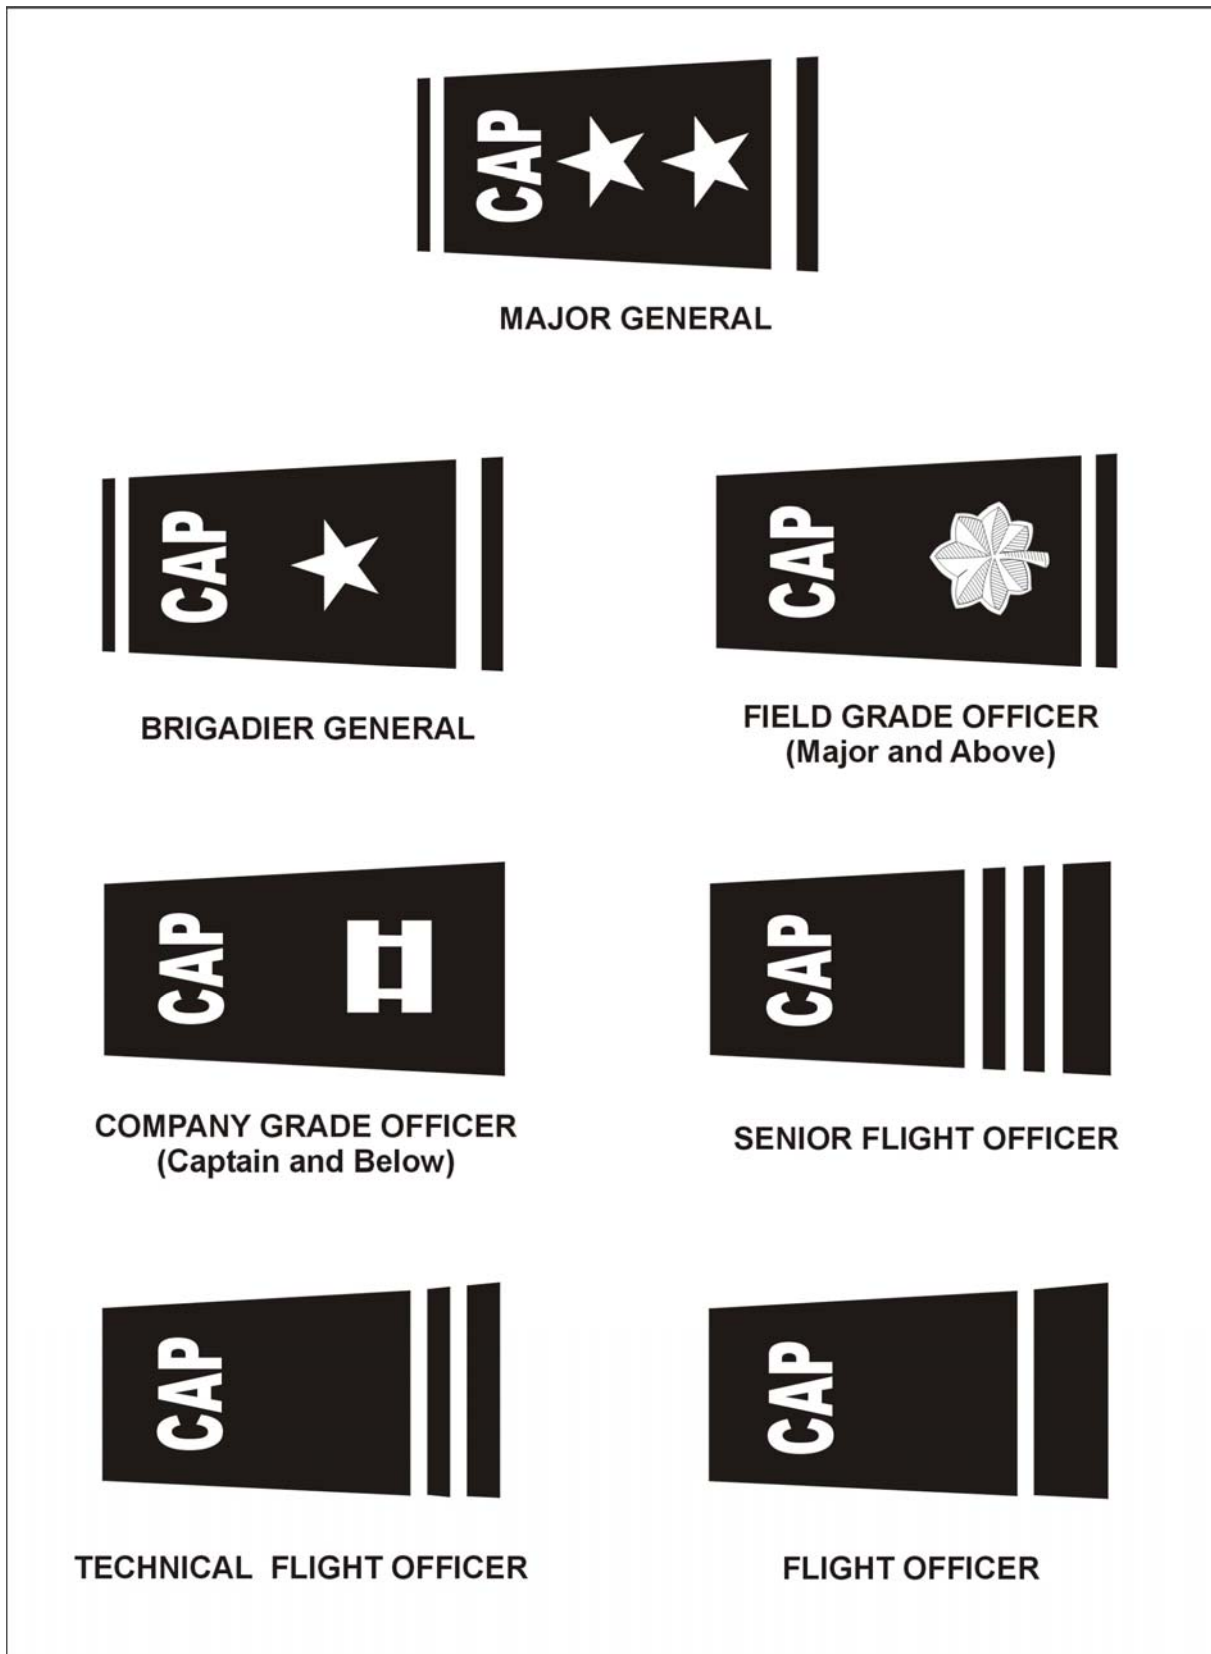 CAP
MAJOR GENERAL
CAP
BRIGADIER GENERAL
CAP
FIELD GRADE OFFICER
(Major and Above)
CAP
COMPANY GRADE OFFICER
(Captain and Below)
CAP
SENIOR FLIGHT OFFICER
CAP
TECHNICAL FLIGHT OFFICER
CAP
FLIGHT OFFICER